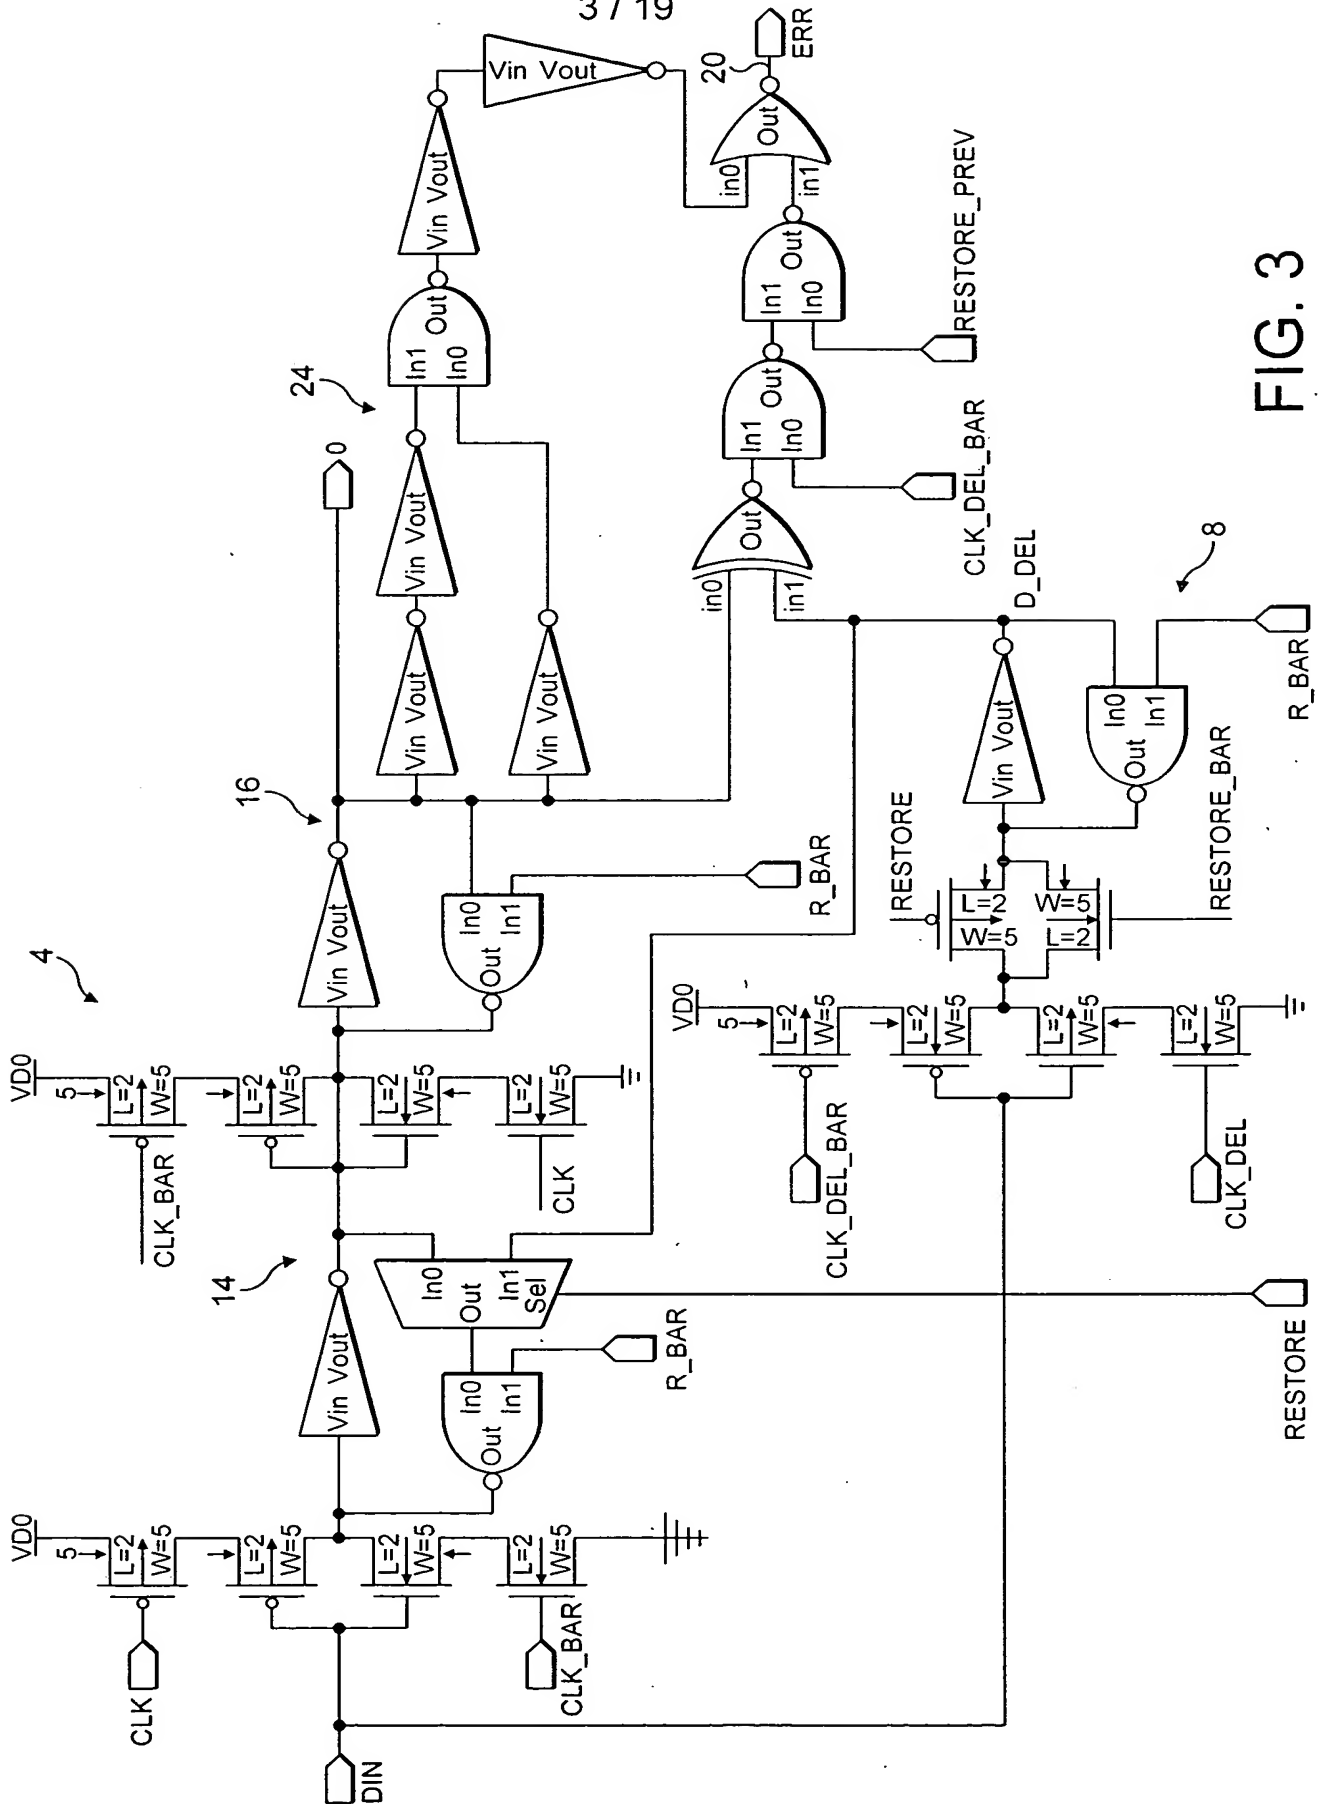 3 / 19
FIG. 3
VD0
5
L=2
W=5
L=2
W=5
L=2
W=5
L=2
W=5
CLK
CLK_BAR
DIN
Vin Vout
14
In0
In1
Out
Sel
In0
In1
Out
R_BAR
RESTORE
4
VD0
5
L=2
W=5
L=2
W=5
L=2
W=5
L=2
W=5
CLK_BAR
CLK
Vin Vout
16
In0
In1
Out
R_BAR
0
24
Vin Vout
Vin Vout
Vin Vout
In1
In0
Out
Vin Vout
Vin Vout
in0
in1
Out
In1
In0
Out
CLK_DEL_BAR
In1
In0
Out
RESTORE_PREV
in0
in1
Out
20
ERR
VD0
5
L=2
W=5
L=2
W=5
L=2
W=5
L=2
W=5
CLK_DEL_BAR
CLK_DEL
RESTORE
L=2
W=5
W=5
L=2
RESTORE_BAR
Vin Vout
D_DEL
In0
In1
Out
R_BAR
8